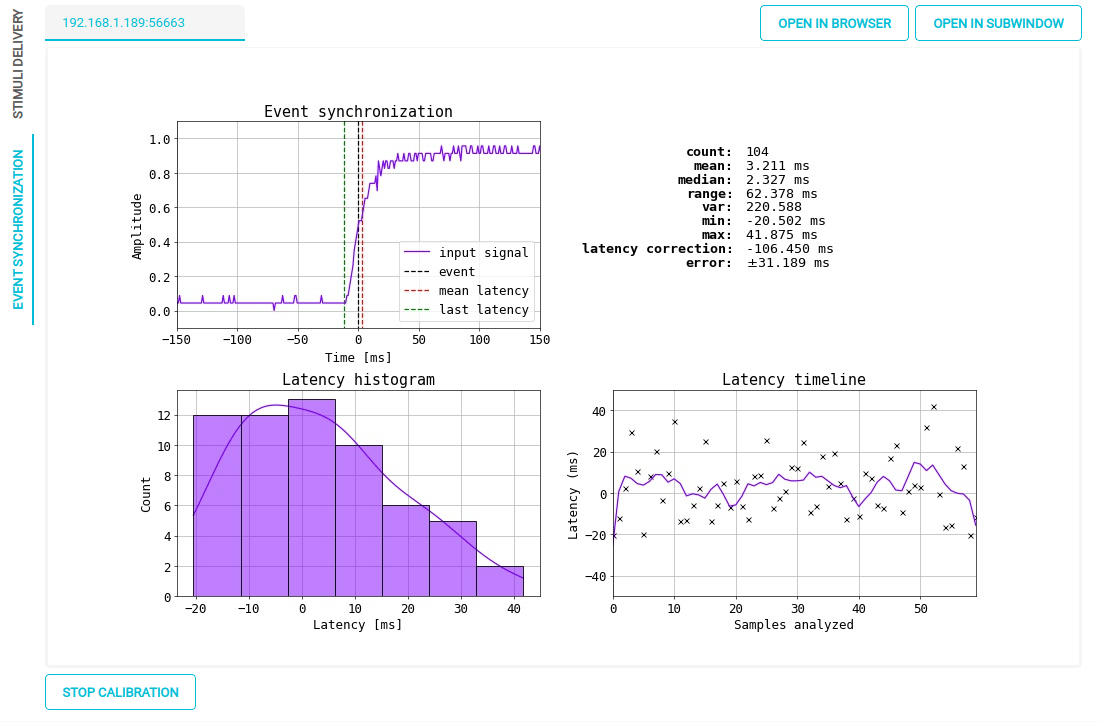 STIMULI DELIVERY
EVENT SYNCHRONIZATION
192.168.1.189:56663
OPEN IN BROWSER
OPEN IN SUBWINDOW
Event synchronization
Amplitude
1.0
0.8
0.6
0.4
0.2
0.0
input signal
event
mean latency
last latency
−150 −100 −50 0 50 100 150
Time [ms]
count: 104
mean: 3.211 ms
median: 2.327 ms
range: 62.378 ms
var: 220.588
min: -20.502 ms
max: 41.875 ms
latency correction: -106.450 ms
error: ±31.189 ms
Latency histogram
Count
12
10
8
6
4
2
0
−20 −10 0 10 20 30 40
Latency [ms]
Latency timeline
Latency (ms)
40
20
0
−20
−40
0 10 20 30 40 50
Samples analyzed
STOP CALIBRATION